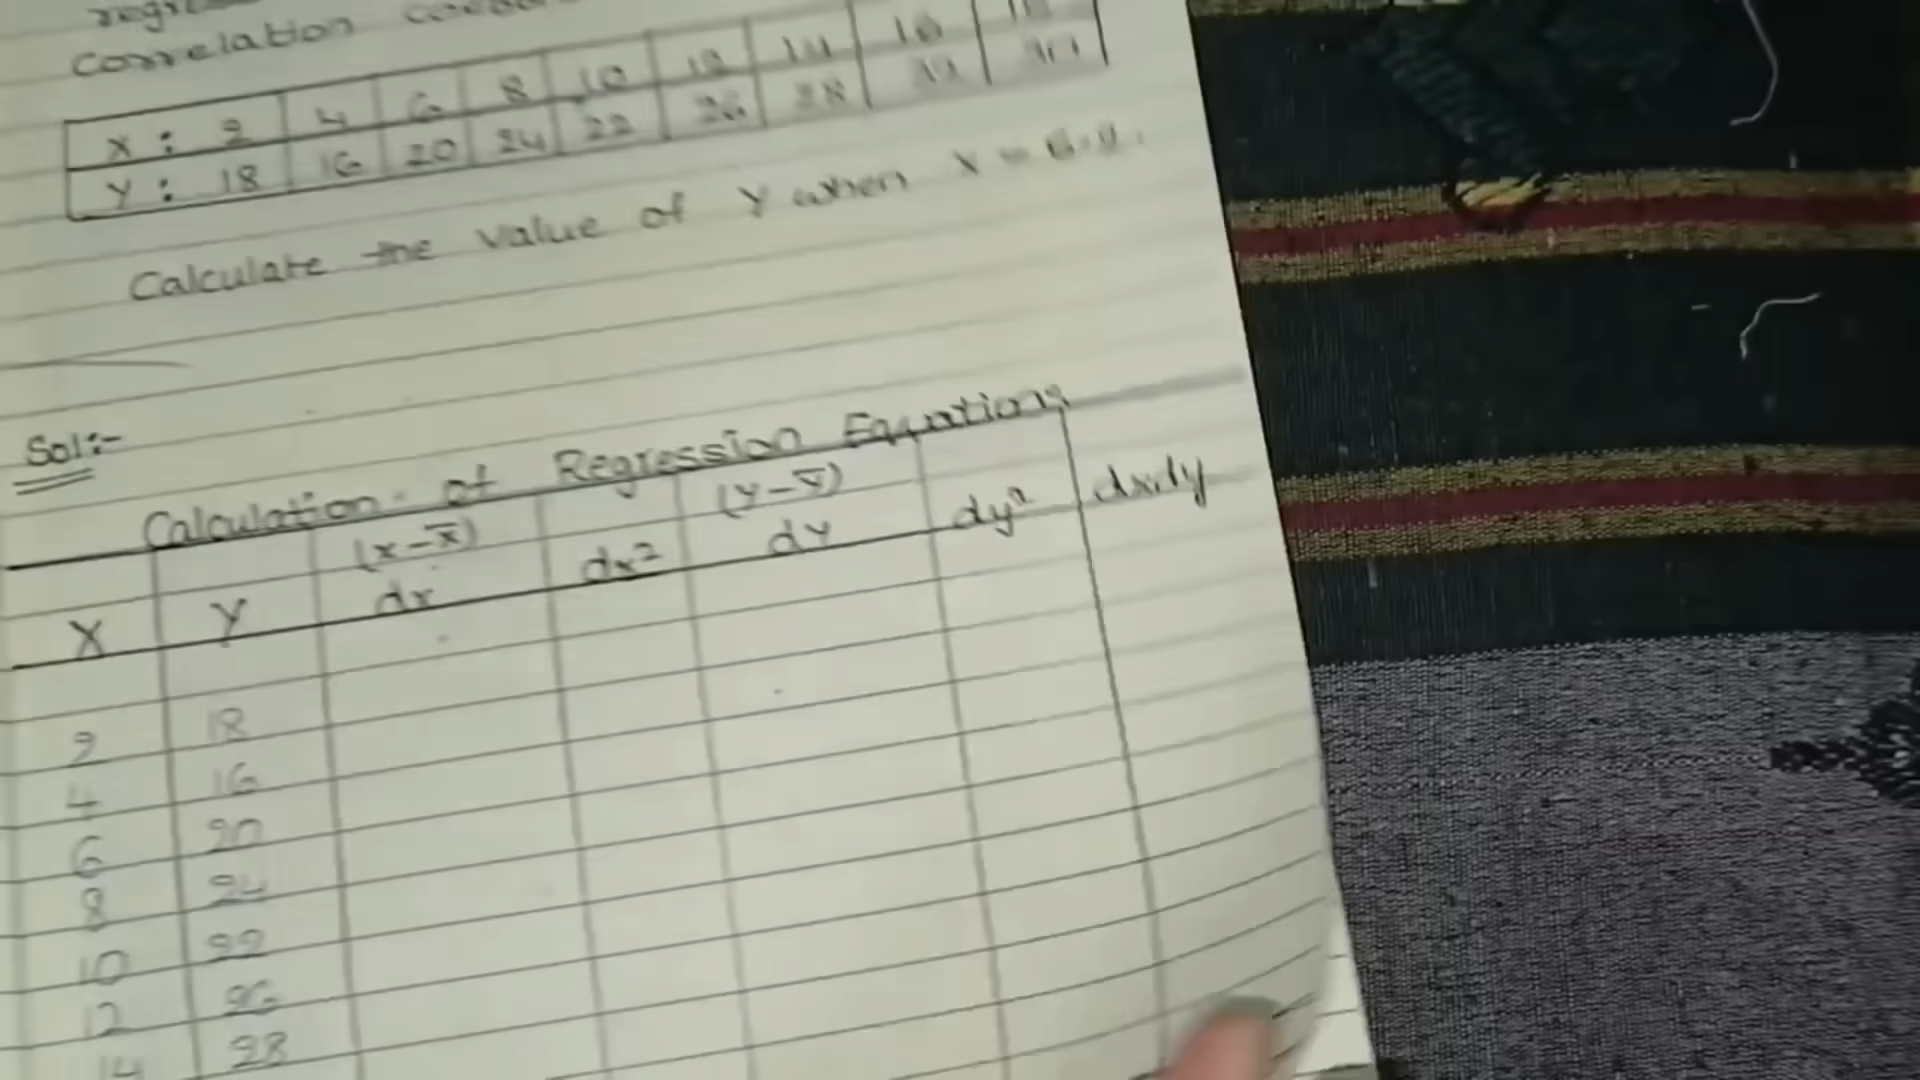 Correlation
X : 2 4 6 8 10 12 14 16
Y : 18 16 20 24 22 26 28
Calculate the value of Y when X =
Sol:-
Calculation of Regression Equations
X Y (x-x̅) dx dx² (y-y̅) dy dy² dx.dy
2 18
4 16
6 20
8 24
10 22
12 26
14 28